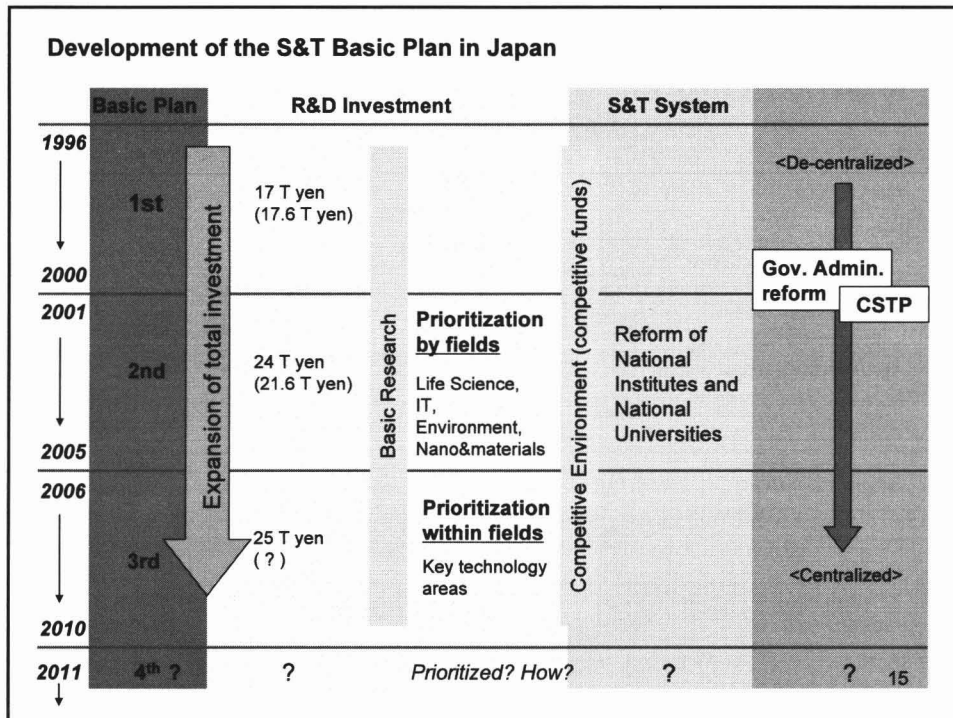 Development of the S&T Basic Plan in Japan
Basic Plan
R&D Investment
S&T System
1996
2000
1st
Expansion of total investment
17 T yen
(17.6 T yen)
Basic Research
Competitive Environment (competitive funds)
<De-centralized>
Gov. Admin.
reform
CSTP
2001
2005
2nd
24 T yen
(21.6 T yen)
Prioritization
by fields
Life Science,
IT,
Environment,
Nano&materials
Reform of
National
Institutes and
National
Universities
2006
2010
3rd
25 T yen
( ? )
Prioritization
within fields
Key technology
areas
<Centralized>
2011
4th ?
?
Prioritized? How?
?
?
15